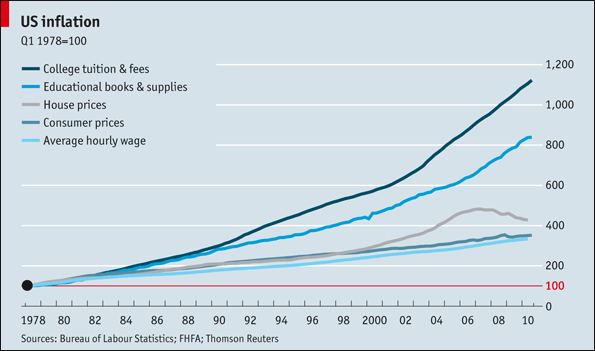 US inflation
Q1 1978=100
College tuition & fees
Educational books & supplies
House prices
Consumer prices
Average hourly wage
1,200
1,000
800
600
400
200
100
0
1978 80 82 84 86 88 90 92 94 96 98 2000 02 04 06 08 10
Sources: Bureau of Labour Statistics; FHFA; Thomson Reuters